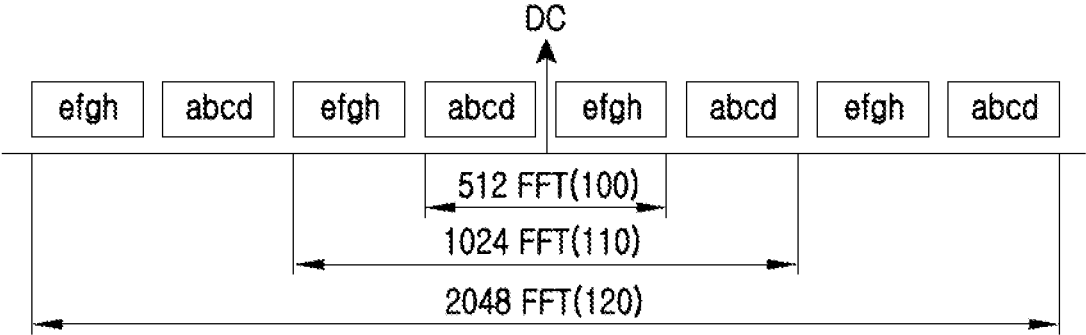 DC
efgh abcd efgh abcd efgh abcd efgh abcd
512 FFT(100)
1024 FFT(110)
2048 FFT(120)